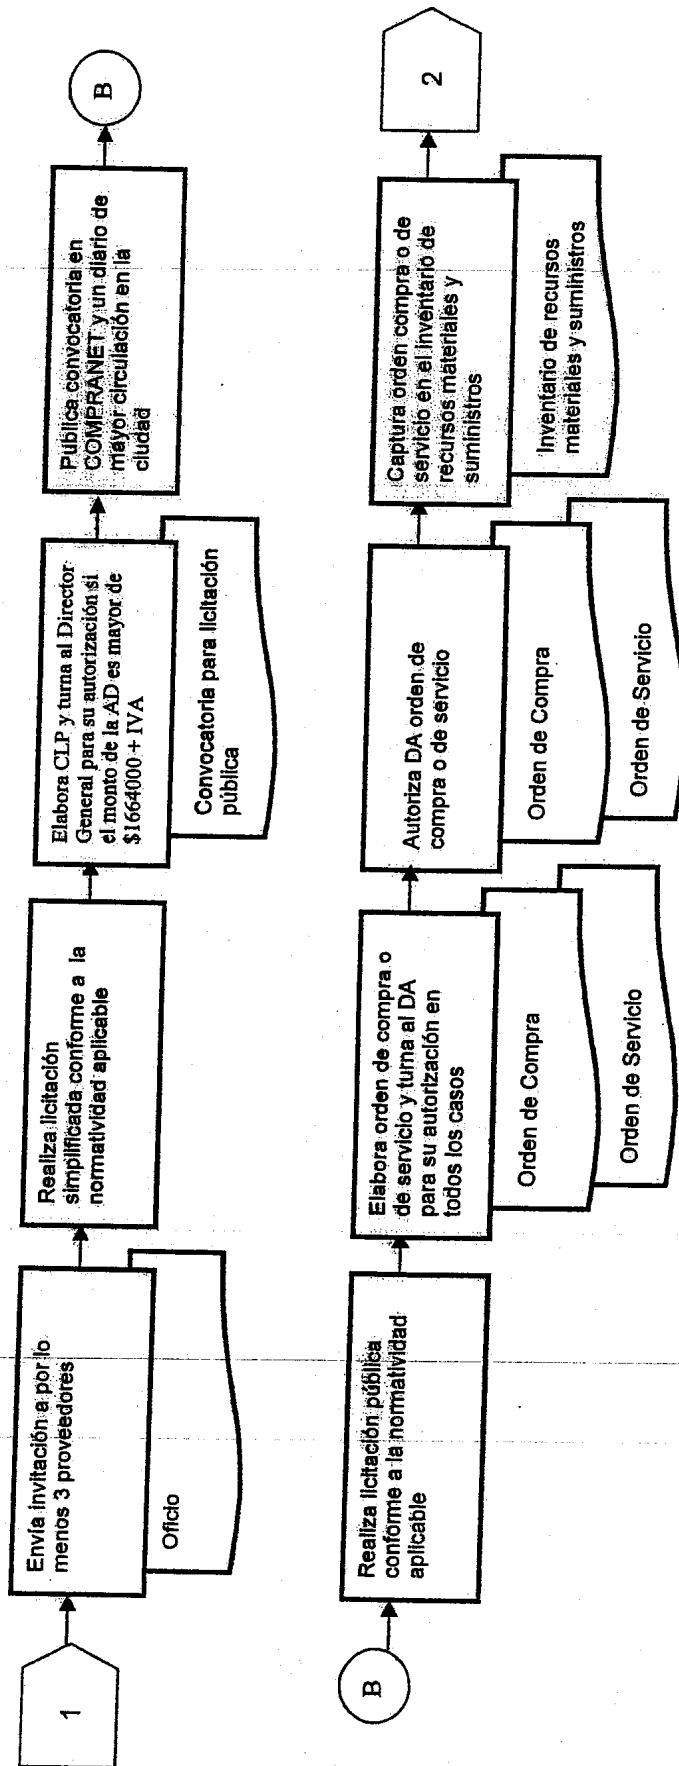 1
Envía invitación a por lo
menos 3 proveedores
Oficio
Realiza licitación
simplificada conforme a la
normatividad aplicable
Elabora CLP y turna al Director
General para su autorización si
el monto de la AD es mayor de
$1664000 + IVA
Convocatoria para licitación
pública
Publica convocatoria en
COMPRANET y un diario de
mayor circulación en la
ciudad
B
B
Realiza licitación pública
conforme a la normatividad
aplicable
Elabora orden de compra o
de servicio y turna al DA
para su autorización en
todos los casos
Orden de Compra
Orden de Servicio
Autoriza DA orden de
compra o de servicio
Orden de Compra
Orden de Servicio
Captura orden compra o de
servicio en el inventario de
recursos materiales y
suministros
Inventario de recursos
materiales y suministros
2